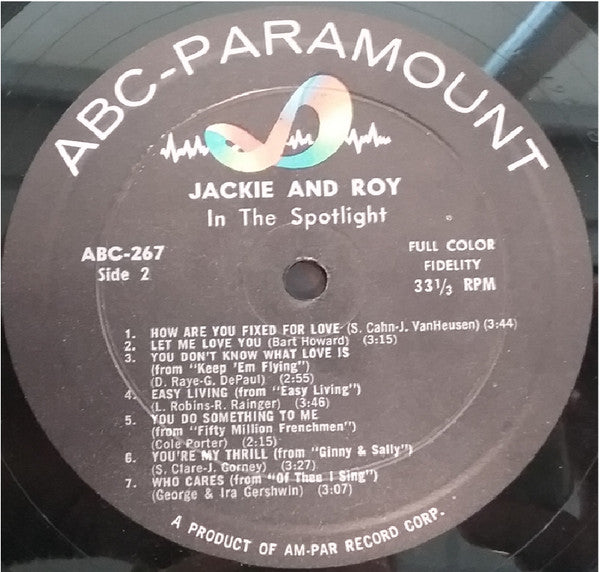 ABC-PARAMOUNT
JACKIE AND ROY
In The Spotlight
ABC-267
Side 2
FULL COLOR
FIDELITY
33 1/3 RPM
1. HOW ARE YOU FIXED FOR LOVE (S. Cahn-J. VanHeusen) (3:44)
2. LET ME LOVE YOU (Bart Howard) (3:15)
3. YOU DON'T KNOW WHAT LOVE IS
(from "Keep 'Em Flying")
(D. Raye-G. DePaul) (2:55)
4. EASY LIVING (from "Easy Living")
(L. Robins-R. Rainger) (3:46)
5. YOU DO SOMETHING TO ME
(from "Fifty Million Frenchmen")
(Cole Porter) (2:15)
6. YOU'RE MY THRILL (from "Ginny & Sally")
(S. Clare-J. Gorney) (3:27)
7. WHO CARES (from "Of Thee I Sing")
(George & Ira Gershwin) (3:07)
A PRODUCT OF AM-PAR RECORD CORP.